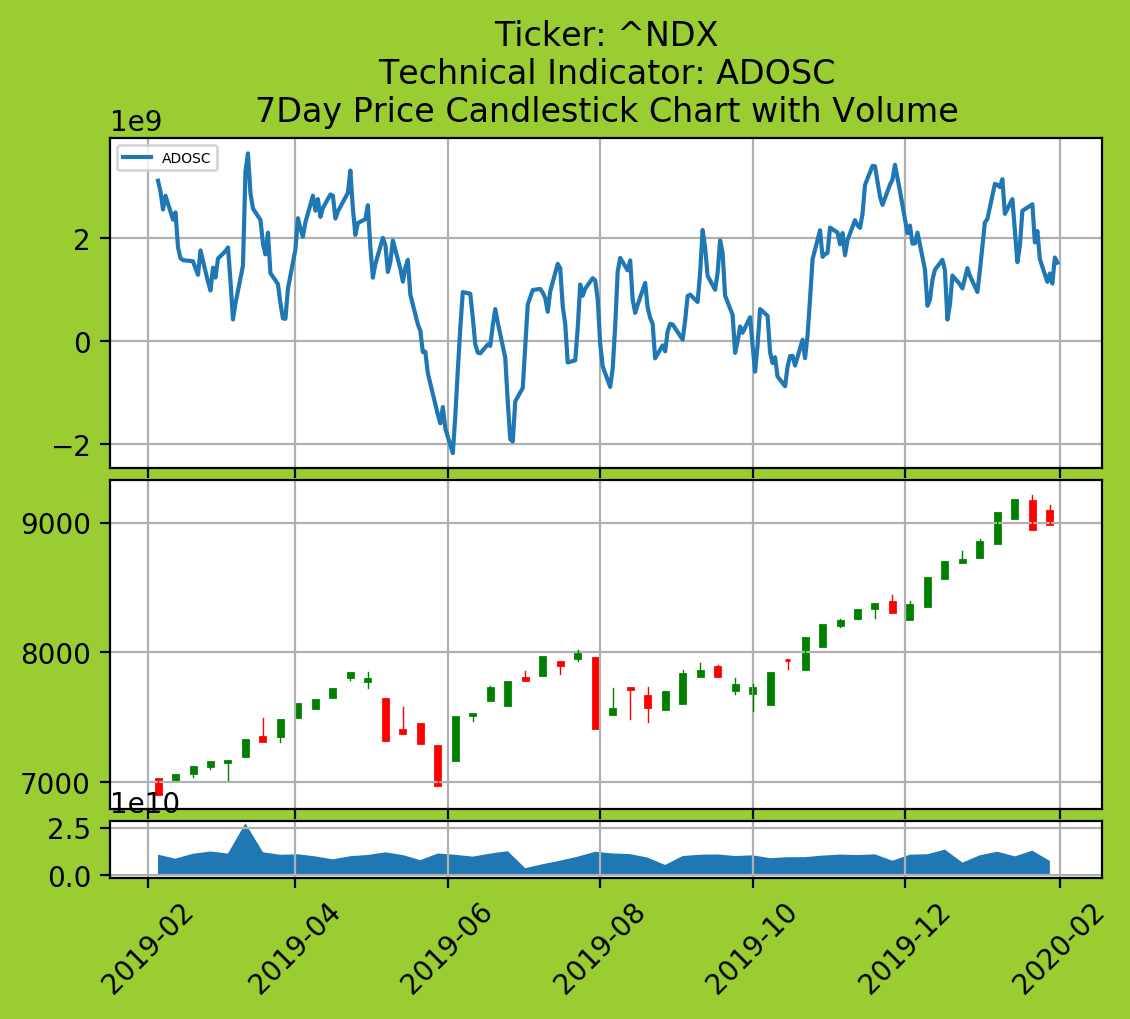 Ticker: ^NDX
Technical Indicator: ADOSC
7Day Price Candlestick Chart with Volume
1e9
ADOSC
2
0
−2
9000
8000
7000
1e10
2.5
0.0
2019-02
2019-04
2019-06
2019-08
2019-10
2019-12
2020-02